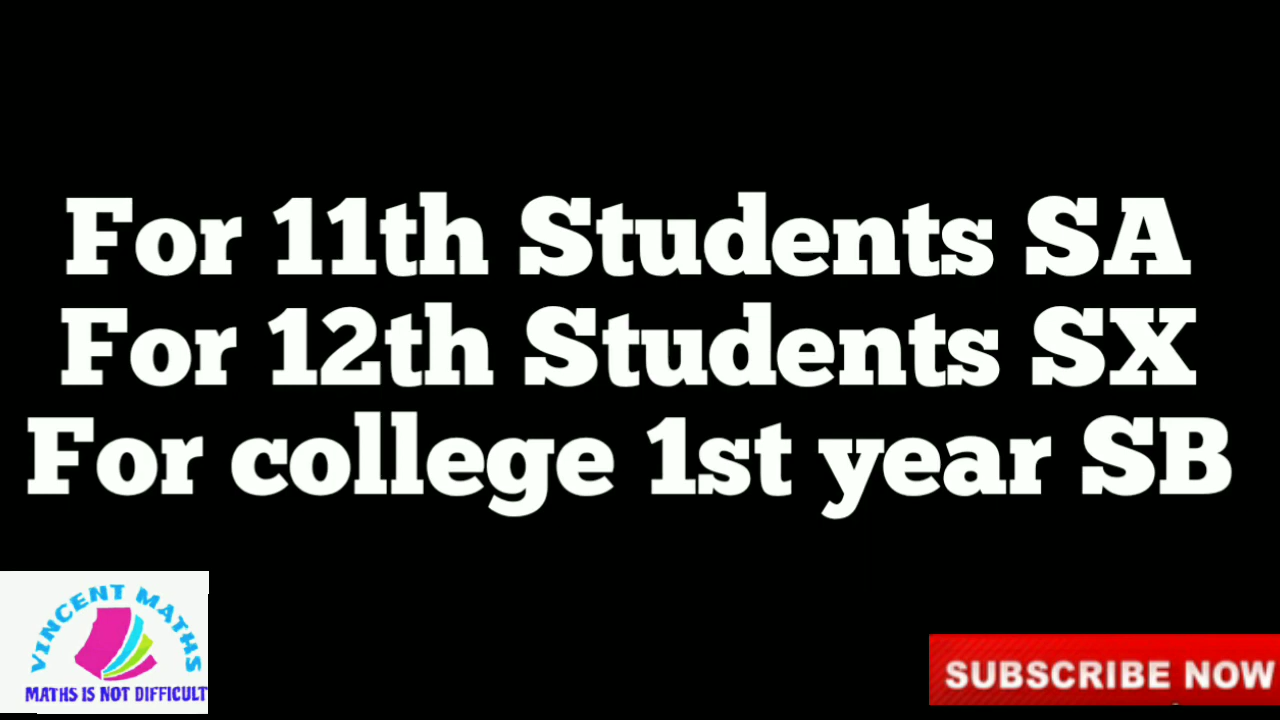 For 11th Students SA
For 12th Students SX
For college 1st year SB
VINCENT MATHS
MATHS IS NOT DIFFICULT
SUBSCRIBE NOW